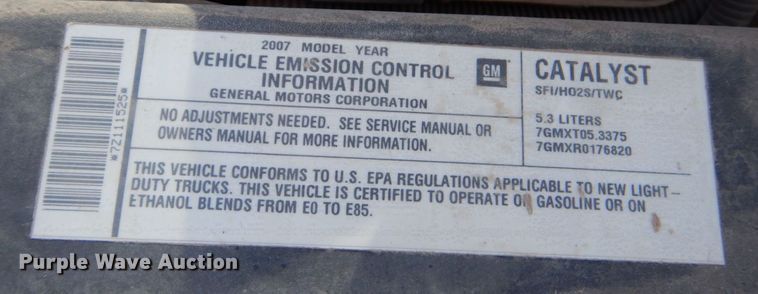 2007 MODEL YEAR
VEHICLE EMISSION CONTROL
INFORMATION
GENERAL MOTORS CORPORATION
GM
NO ADJUSTMENTS NEEDED. SEE SERVICE MANUAL OR
OWNERS MANUAL FOR MORE INFORMATION.
CATALYST
SFI/HO2S/TWC
5.3 LITERS
7GMXT05.3375
7GMXR0176820
*7Z111525*
THIS VEHICLE CONFORMS TO U.S. EPA REGULATIONS APPLICABLE TO NEW LIGHT-
DUTY TRUCKS. THIS VEHICLE IS CERTIFIED TO OPERATE ON GASOLINE OR ON
ETHANOL BLENDS FROM E0 TO E85.
Purple Wave Auction